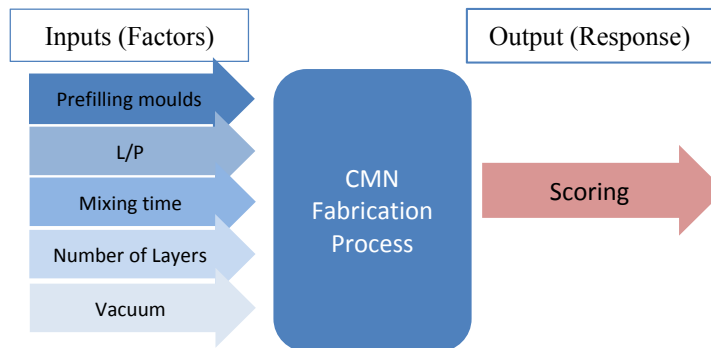 Inputs (Factors)
Output (Response)
Prefilling moulds
L/P
Mixing time
Number of Layers
Vacuum
CMN
Fabrication
Process
Scoring